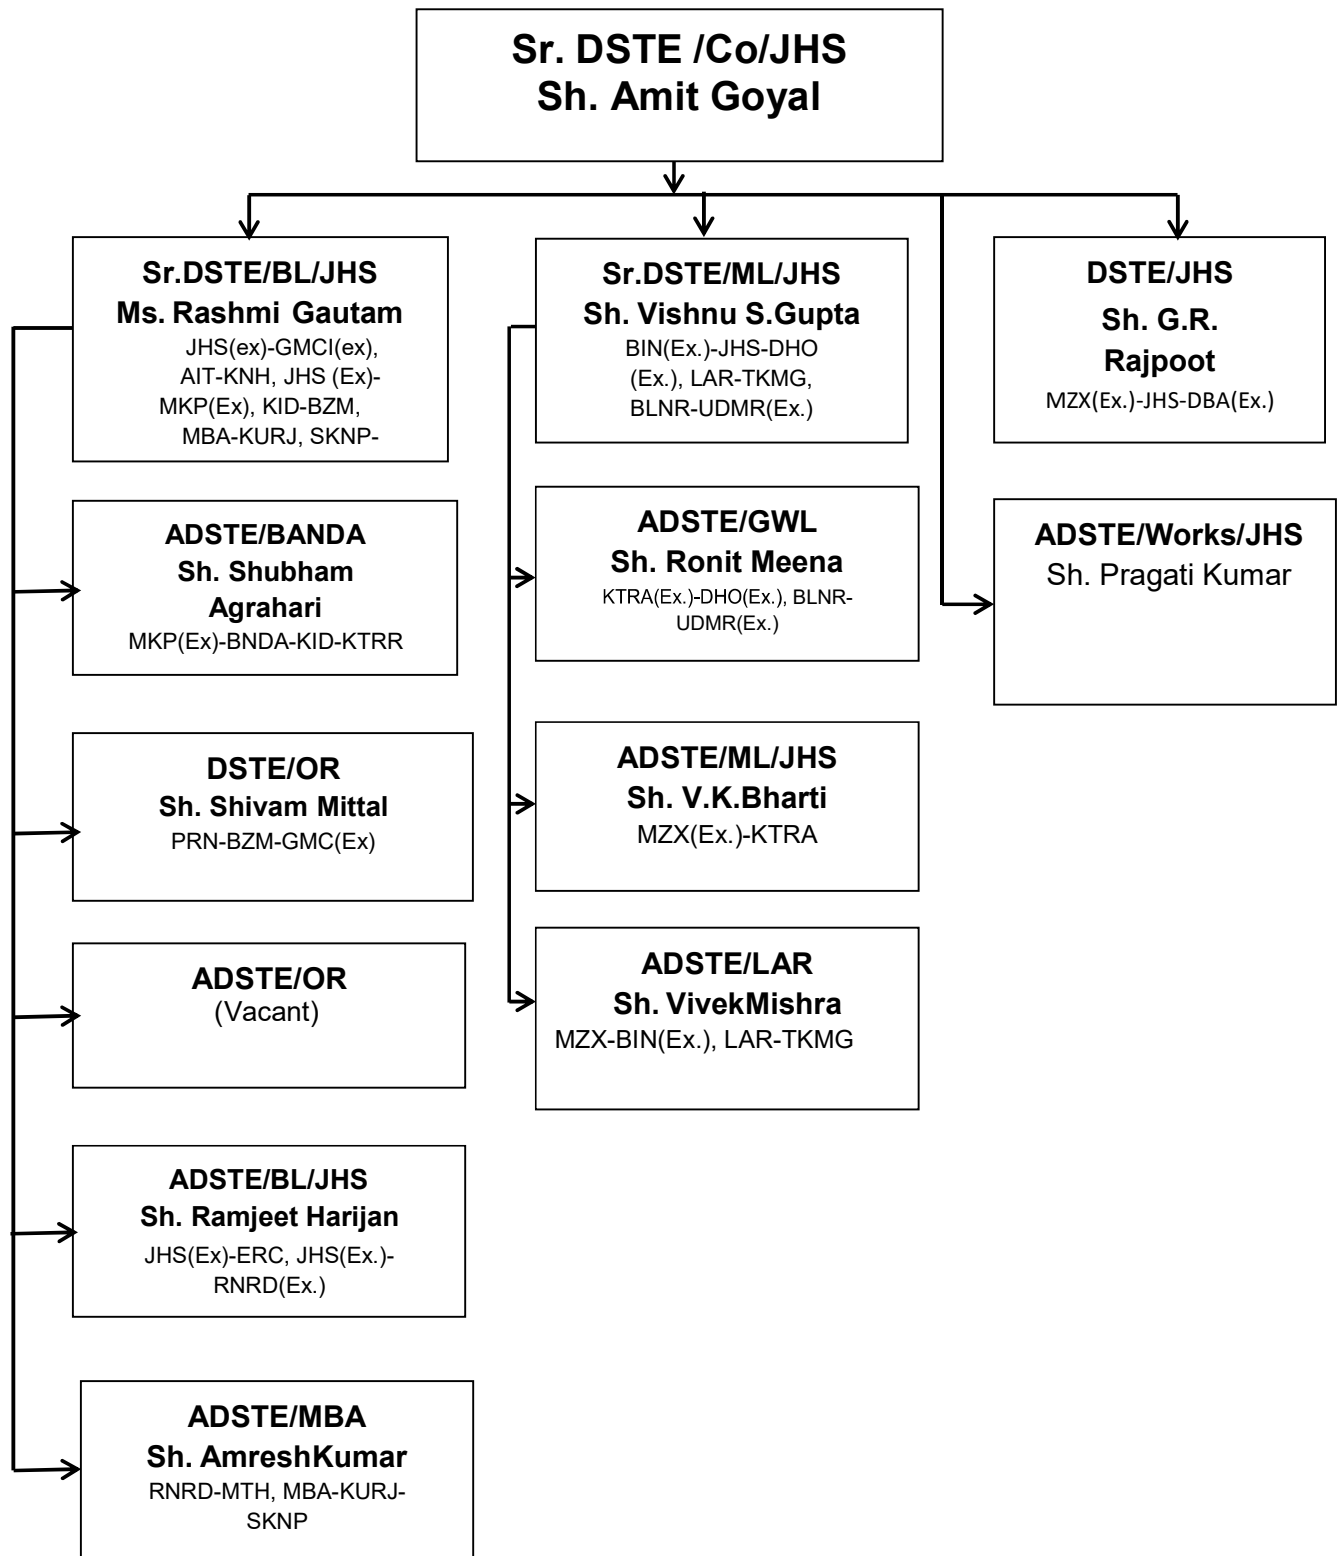 Sr. DSTE /Co/JHS
Sh. Amit Goyal
Sr.DSTE/BL/JHS
Ms. Rashmi Gautam
JHS(ex)-GMCI(ex),
AIT-KNH, JHS (Ex)-
MKP(Ex), KID-BZM,
MBA-KURJ, SKNP-
Sr.DSTE/ML/JHS
Sh. Vishnu S.Gupta
BIN(Ex.)-JHS-DHO
(Ex.), LAR-TKMG,
BLNR-UDMR(Ex.)
DSTE/JHS
Sh. G.R.
Rajpoot
MZX(Ex.)-JHS-DBA(Ex.)
ADSTE/BANDA
Sh. Shubham
Agrahari
MKP(Ex)-BNDA-KID-KTRR
ADSTE/GWL
Sh. Ronit Meena
KTRA(Ex.)-DHO(Ex.), BLNR-
UDMR(Ex.)
ADSTE/Works/JHS
Sh. Pragati Kumar
DSTE/OR
Sh. Shivam Mittal
PRN-BZM-GMC(Ex)
ADSTE/ML/JHS
Sh. V.K.Bharti
MZX(Ex.)-KTRA
ADSTE/OR
(Vacant)
ADSTE/LAR
Sh. VivekMishra
MZX-BIN(Ex.), LAR-TKMG
ADSTE/BL/JHS
Sh. Ramjeet Harijan
JHS(Ex)-ERC, JHS(Ex.)-
RNRD(Ex.)
ADSTE/MBA
Sh. AmreshKumar
RNRD-MTH, MBA-KURJ-
SKNP